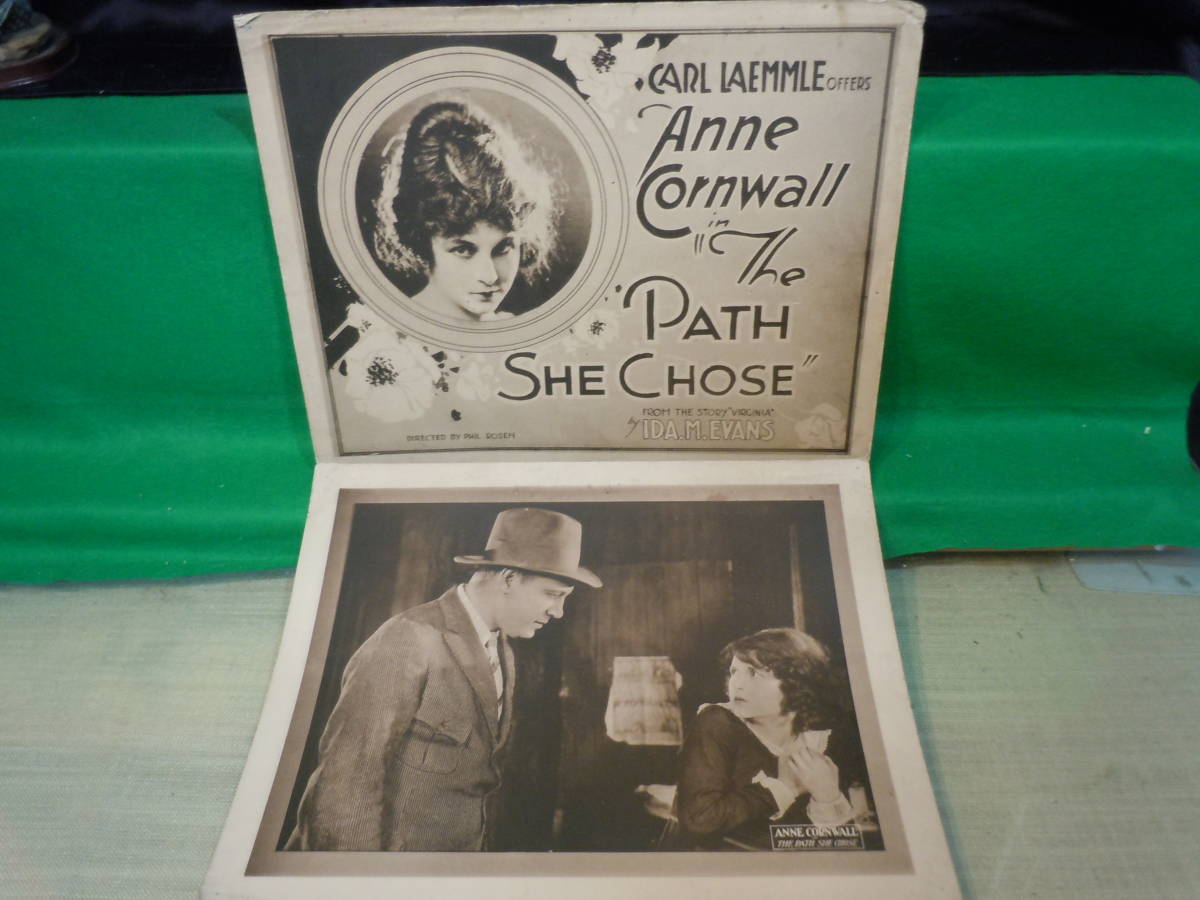 CARL LAEMMLE OFFERS
Anne
Cornwall
in
"The
PATH
SHE CHOSE"
FROM THE STORY "VIRGINIA"
by IDA.M.EVANS
DIRECTED BY PHIL ROSEN
ANNE CORNWALL
THE PATH SHE CHOSE